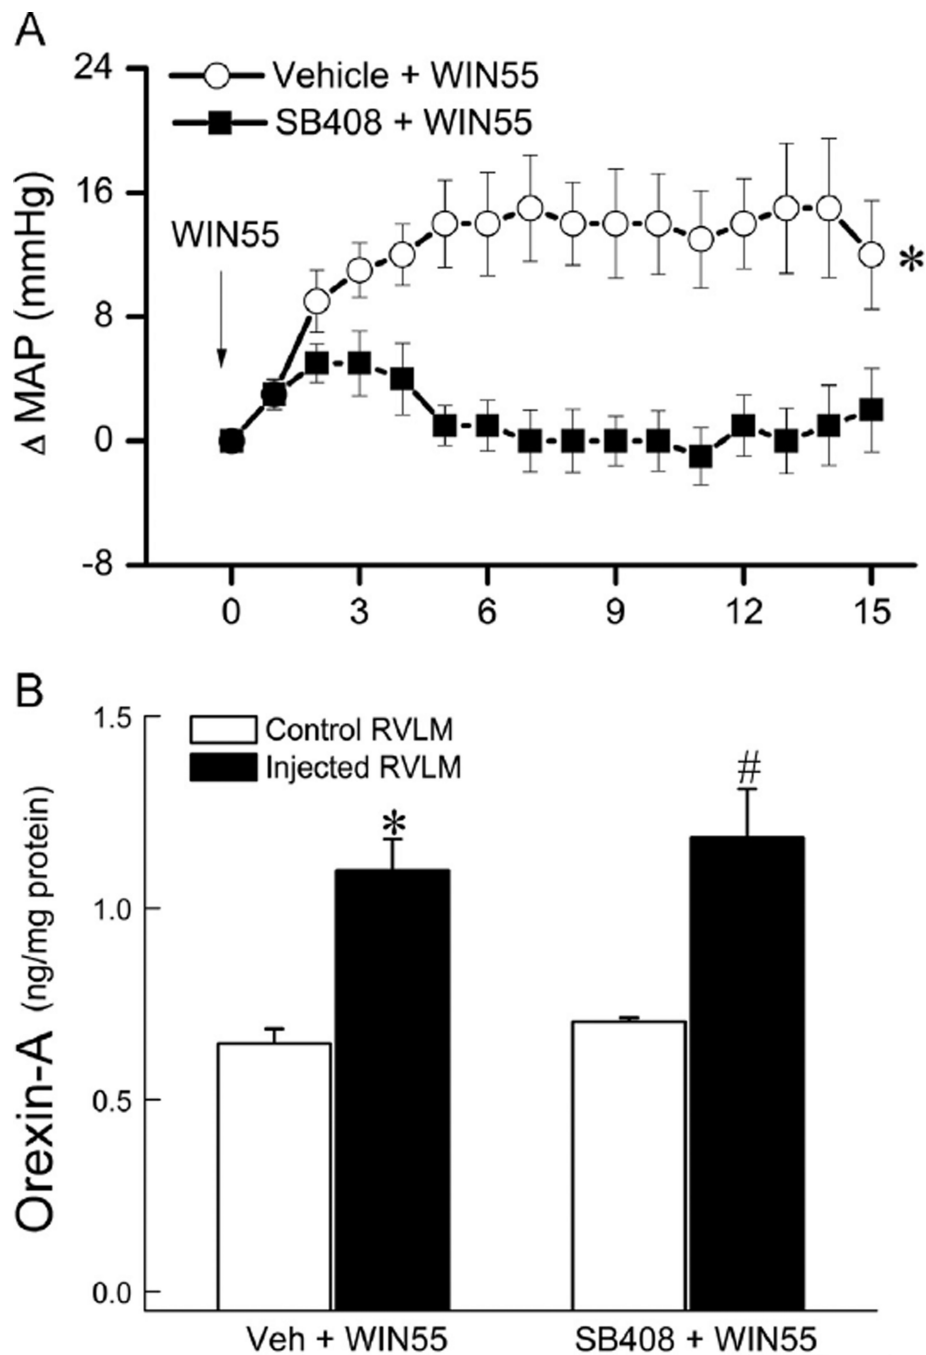 A
24
16
8
0
-8
Δ MAP (mmHg)
Vehicle + WIN55
SB408 + WIN55
WIN55
*
0 3 6 9 12 15
B
1.5
1.0
0.5
0.0
Orexin-A (ng/mg protein)
Control RVLM
Injected RVLM
*
#
Veh + WIN55 SB408 + WIN55